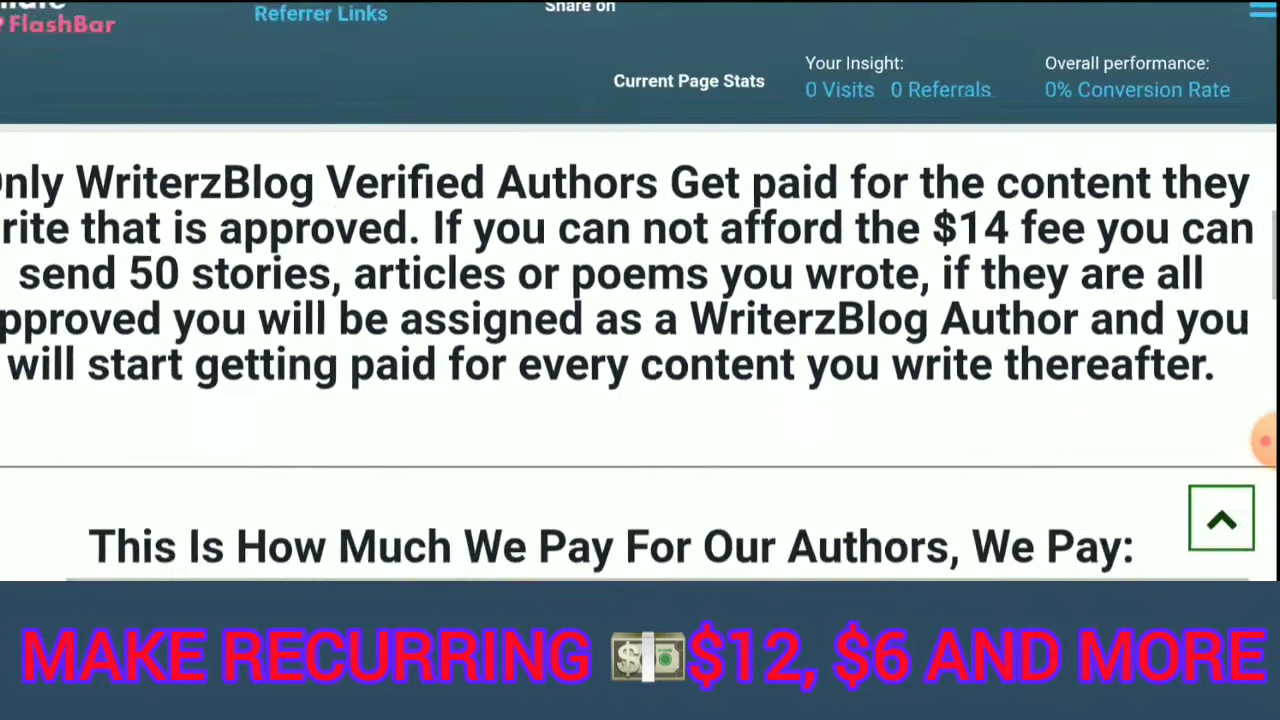 FlashBar
Referrer Links
Share on
Current Page Stats
Your Insight:
0 Visits 0 Referrals
Overall performance:
0% Conversion Rate
nly WriterzBlog Verified Authors Get paid for the content they
rite that is approved. If you can not afford the $14 fee you can
send 50 stories, articles or poems you wrote, if they are all
pproved you will be assigned as a WriterzBlog Author and you
will start getting paid for every content you write thereafter.
This Is How Much We Pay For Our Authors, We Pay:
MAKE RECURRING 💵$12, $6 AND MORE